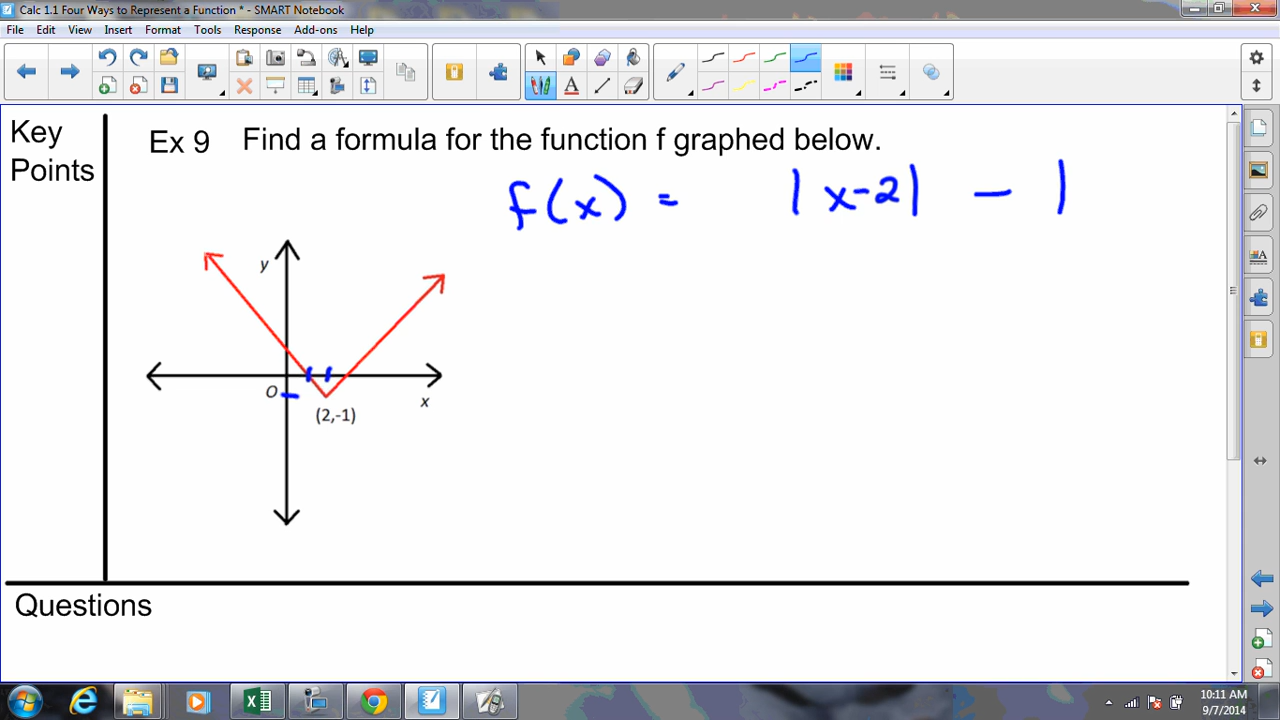 Calc 1.1 Four Ways to Represent a Function * - SMART Notebook
File Edit View Insert Format Tools Response Add-ons Help
Key
Points
Ex 9 Find a formula for the function f graphed below.
f(x) = |x-2| - 1
y
O
x
(2,-1)
Questions
10:11 AM
9/7/2014